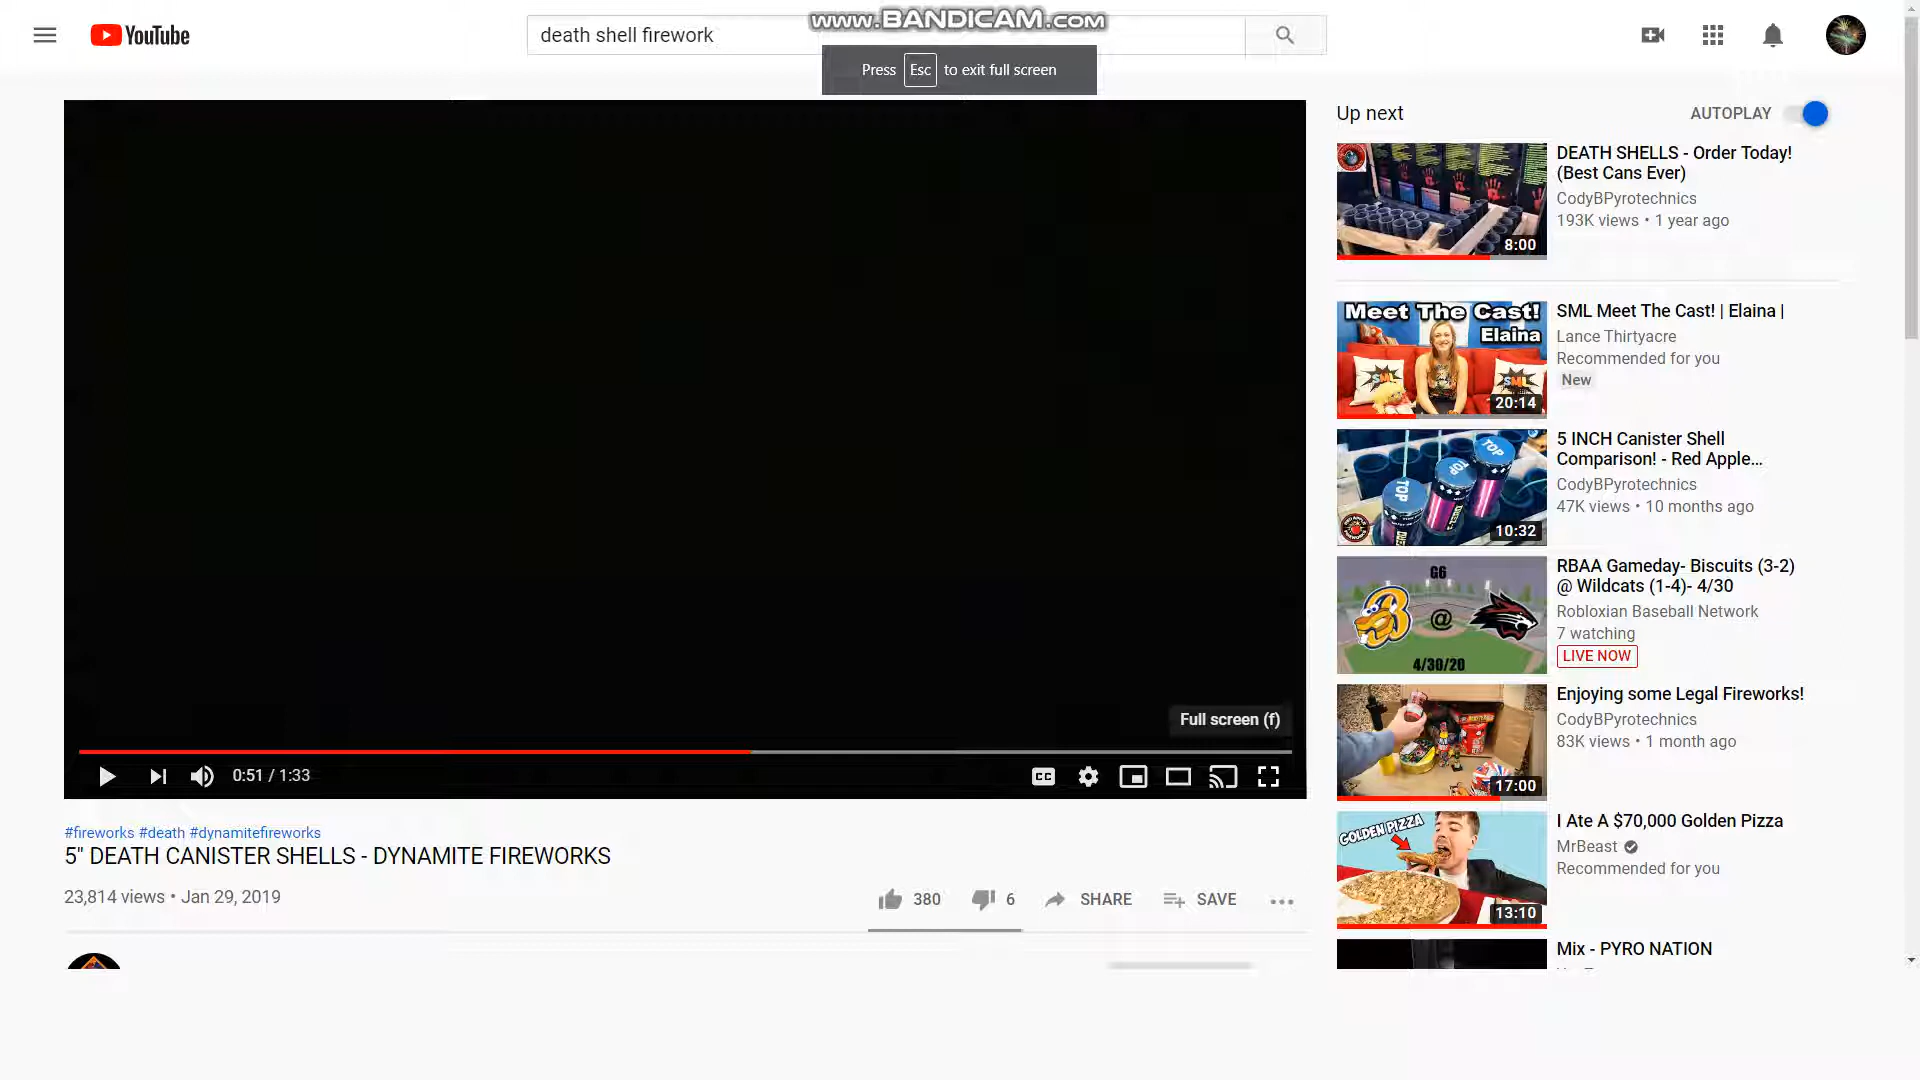 YouTube
death shell firework
www.BANDICAM.com
Press Esc to exit full screen
Up next
AUTOPLAY
DEATH SHELLS - Order Today!
(Best Cans Ever)
CodyBPyrotechnics
193K views • 1 year ago
8:00
Meet The Cast!
Elaina
SML
SML
20:14
SML Meet The Cast! | Elaina |
Lance Thirtyacre
Recommended for you
New
TOP
TOP
TOP
10:32
5 INCH Canister Shell
Comparison! - Red Apple...
CodyBPyrotechnics
47K views • 10 months ago
G6
@
4/30/20
RBAA Gameday- Biscuits (3-2)
@ Wildcats (1-4)- 4/30
Robloxian Baseball Network
7 watching
LIVE NOW
17:00
Enjoying some Legal Fireworks!
CodyBPyrotechnics
83K views • 1 month ago
GOLDEN PIZZA
13:10
I Ate A $70,000 Golden Pizza
MrBeast
Recommended for you
Mix - PYRO NATION
Full screen (f)
0:51 / 1:33
CC
#fireworks #death #dynamitefireworks
5" DEATH CANISTER SHELLS - DYNAMITE FIREWORKS
23,814 views • Jan 29, 2019
380
6
SHARE
SAVE